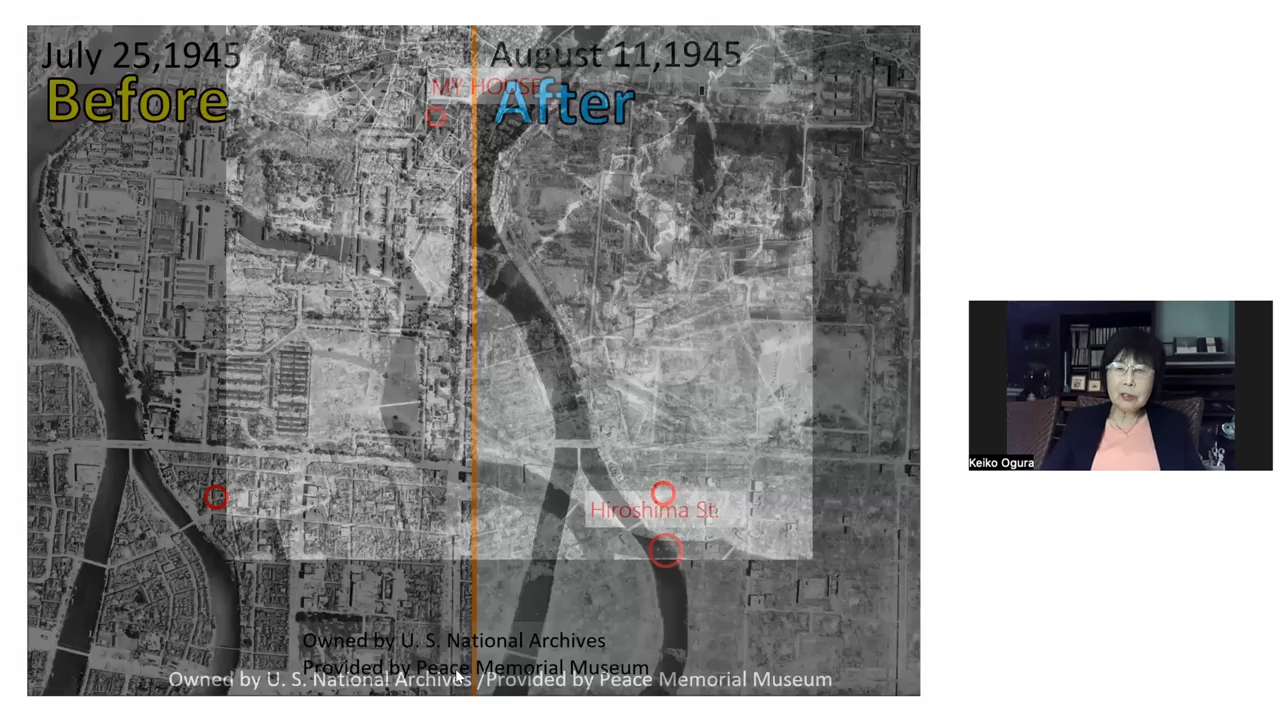 July 25,1945
Before
August 11,1945
MY HOUSE
After
Hiroshima St.
Owned by U. S. National Archives
Provided by Peace Memorial Museum
Owned by U. S. National Archives /Provided by Peace Memorial Museum
Keiko Ogura